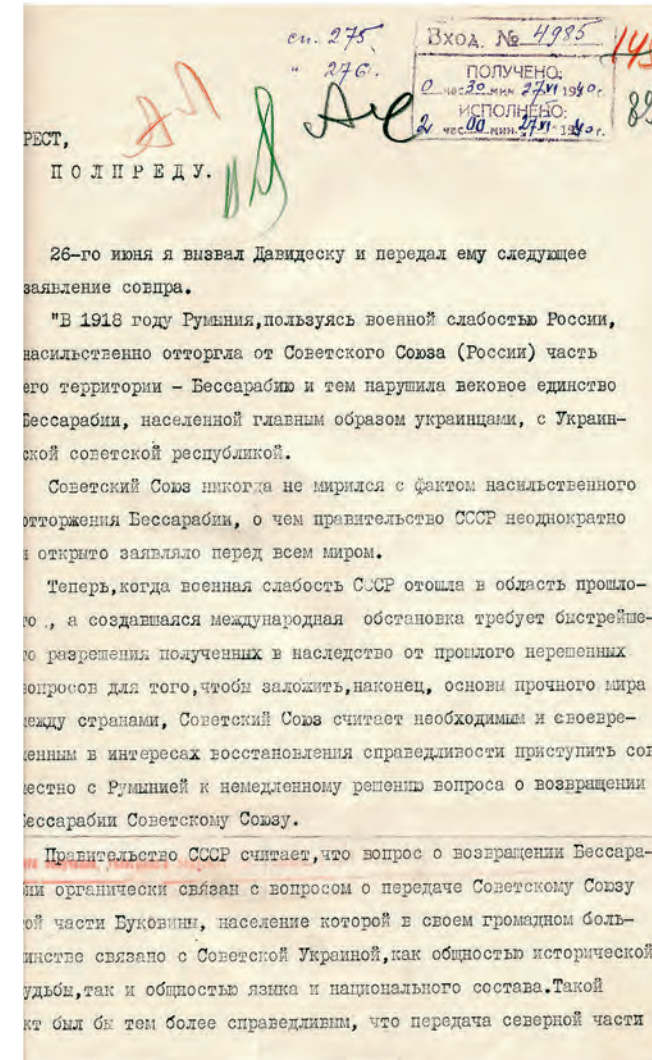 сп. 275
" 276.
Вход. № 4985
ПОЛУЧЕНО:
0 час 30 мин 27/VI 1940 г.
ИСПОЛНЕНО:
2 час. 00 мин. 27/VI 1940 г.
РЕСТ,
ПОЛПРЕДУ.
26-го июня я вызвал Давидеску и передал ему следующее
заявление совпра.
"В 1918 году Румыния,пользуясь военной слабостью России,
насильственно отторгла от Советского Союза (России) часть
его территории – Бессарабию и тем нарушила вековое единство
Бессарабии, населенной главным образом украинцами, с Украин-
ской советской республикой.
Советский Союз никогда не мирился с фактом насильственного
отторжения Бессарабии, о чем правительство СССР неоднократно
и открыто заявляло перед всем миром.
Теперь,когда военная слабость СССР отошла в область прошло-
го , а создавшаяся международная обстановка требует быстрейше-
го разрешения полученных в наследство от прошлого нерешенных
вопросов для того,чтобы заложить,наконец, основы прочного мира
между странами, Советский Союз считает необходимым и своевре-
менным в интересах восстановления справедливости приступить сов
местно с Румынией к немедленному решению вопроса о возвращении
Бессарабии Советскому Союзу.
Правительство СССР считает,что вопрос о возвращении Бессара-
бии органически связан с вопросом о передаче Советскому Союзу
той части Буковины, население которой в своем громадном боль-
шинстве связано с Советской Украиной,как общностью исторической
судьбы,так и общностью языка и национального состава.Такой
акт был бы тем более справедливым, что передача северной части